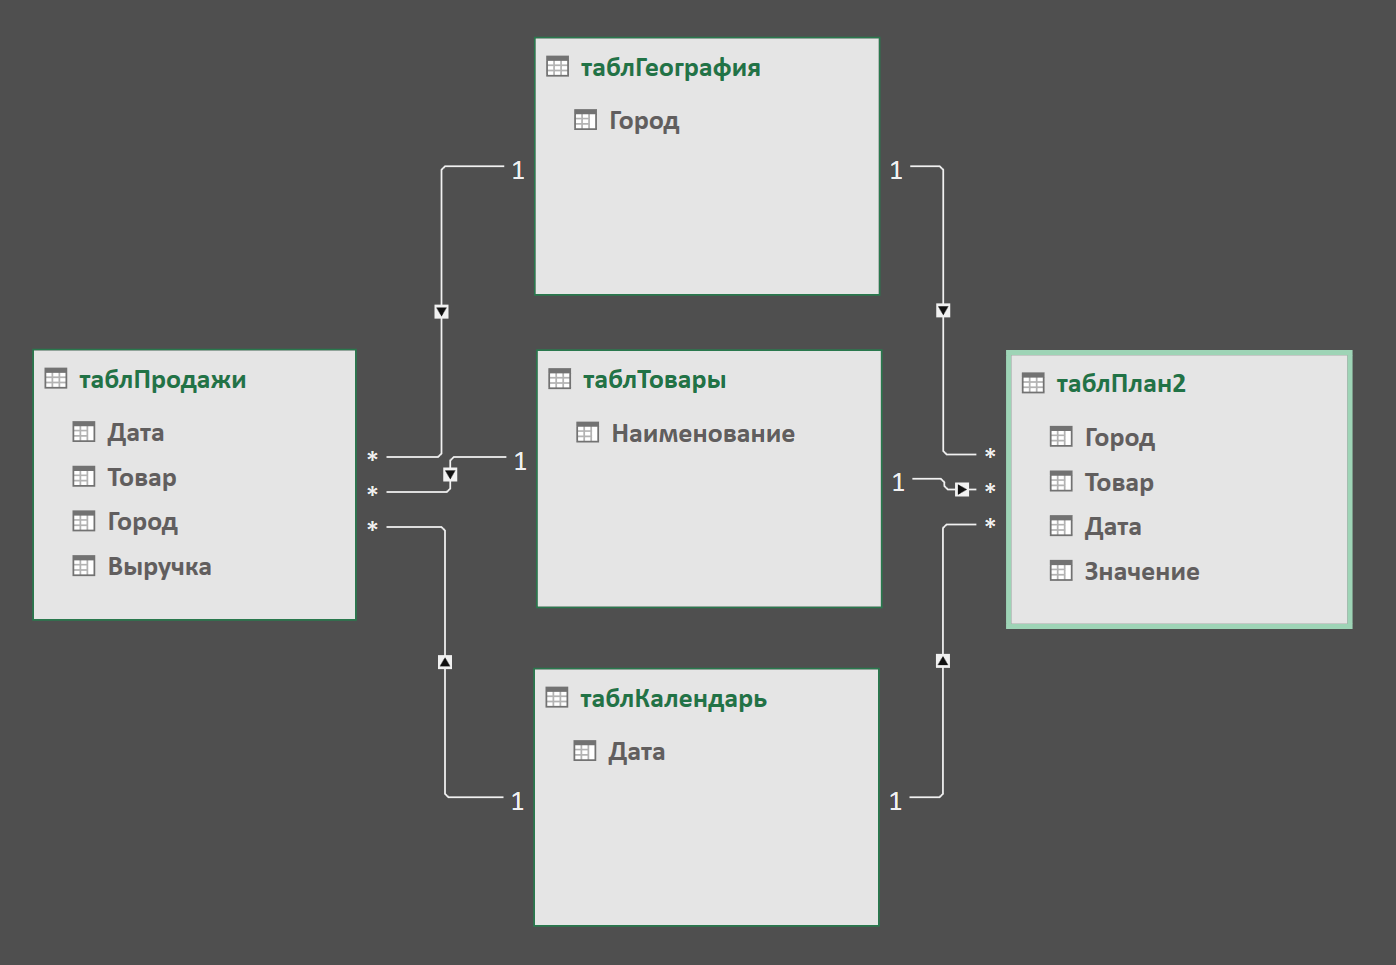 таблГеография
Город
1
1
таблПродажи
Дата
Товар
Город
Выручка
*
*
*
таблТовары
Наименование
1
1
таблПлан2
Город
Товар
Дата
Значение
*
*
*
таблКалендарь
Дата
1
1